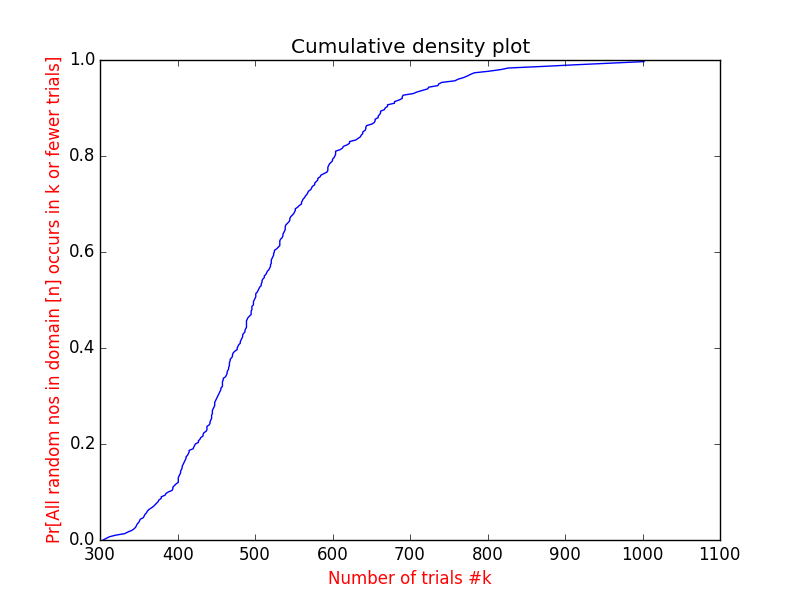 Cumulative density plot
Pr[All random nos in domain [n] occurs in k or fewer trials]
1.0
0.8
0.6
0.4
0.2
0.0
300 400 500 600 700 800 900 1000 1100
Number of trials #k